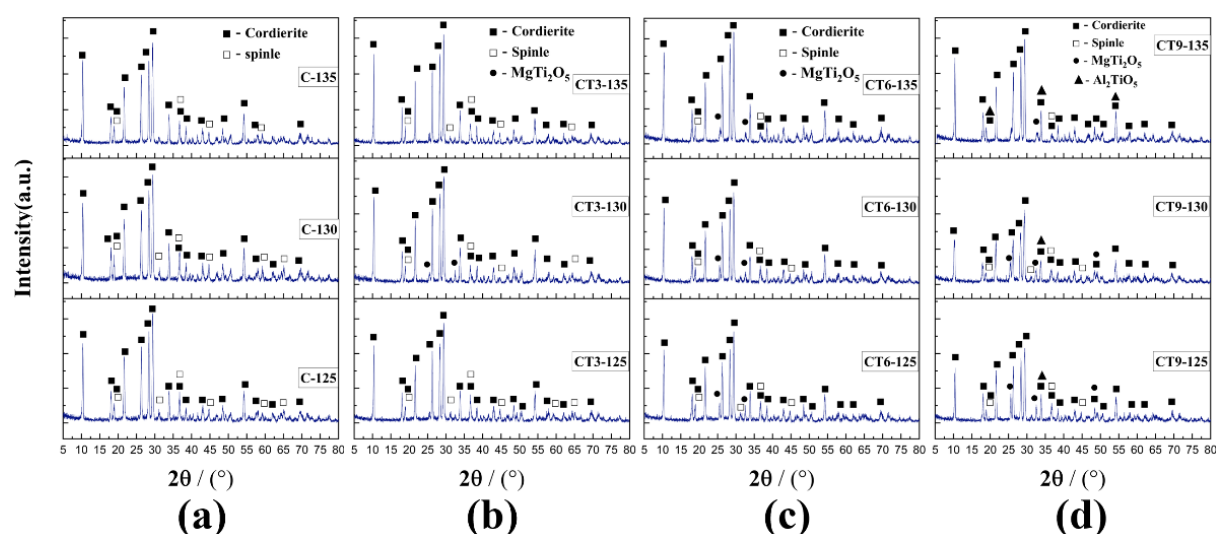 Intensity(a.u.)
- Cordierite
- spinle
C-135
C-130
C-125
5 10 15 20 25 30 35 40 45 50 55 60 65 70 75 80
2θ / (°)
(a)
- Cordierite
- Spinle
- MgTi₂O₅
CT3-135
CT3-130
CT3-125
5 10 15 20 25 30 35 40 45 50 55 60 65 70 75 80
2θ / (°)
(b)
- Cordierite
- Spinle
- MgTi₂O₅
CT6-135
CT6-130
CT6-125
5 10 15 20 25 30 35 40 45 50 55 60 65 70 75 80
2θ / (°)
(c)
- Cordierite
- Spinle
- MgTi₂O₅
- Al₂TiO₅
CT9-135
CT9-130
CT9-125
5 10 15 20 25 30 35 40 45 50 55 60 65 70 75 80
2θ / (°)
(d)